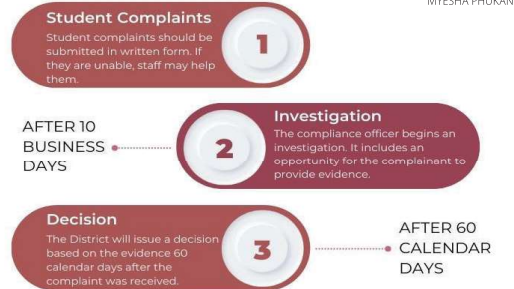 MYESHA PHUKAN
Student Complaints
Student complaints should be
submitted in written form. If
they are unable, staff may help
them.
1
AFTER 10
BUSINESS
DAYS
2
Investigation
The compliance officer begins an
investigation. It includes an
opportunity for the complainant to
provide evidence.
Decision
The District will issue a decision
based on the evidence 60
calendar days after the
complaint was received.
3
AFTER 60
CALENDAR
DAYS